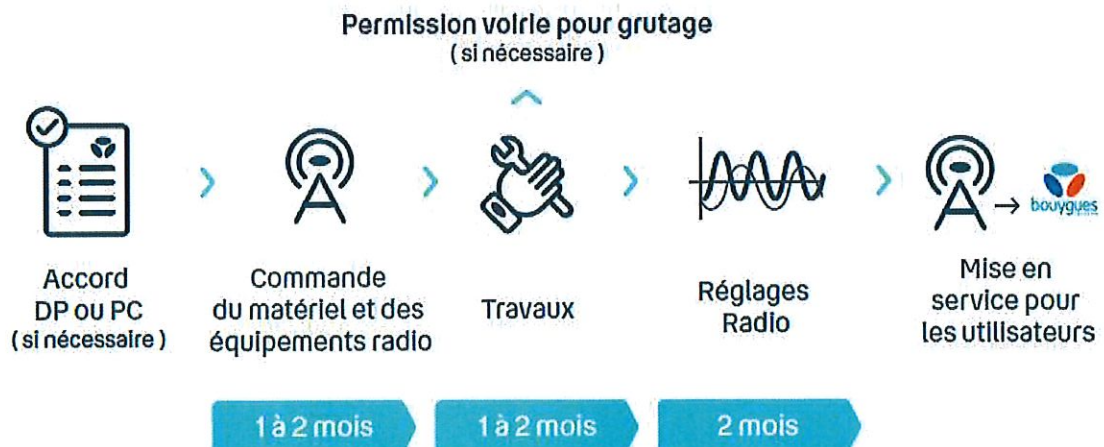 Permission voirie pour grutage
( si nécessaire )
Accord
DP ou PC
( si nécessaire )
Commande
du matériel et des
équipements radio
Travaux
Réglages
Radio
bouygues
Mise en
service pour
les utilisateurs
1 à 2 mois
1 à 2 mois
2 mois